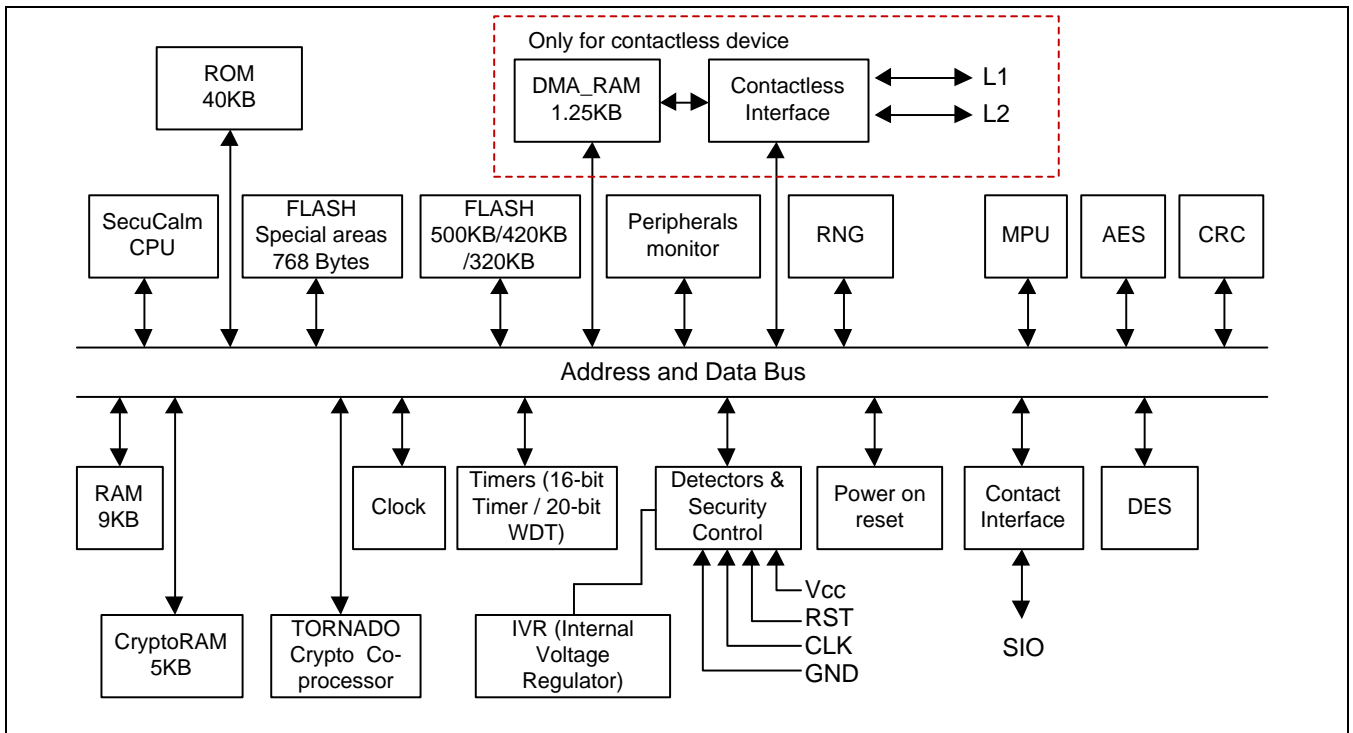 Only for contactless device
ROM
40KB
DMA_RAM
1.25KB
Contactless
Interface
L1
L2
SecuCalm
CPU
FLASH
Special areas
768 Bytes
FLASH
500KB/420KB
/320KB
Peripherals
monitor
RNG
MPU
AES
CRC
Address and Data Bus
RAM
9KB
Clock
Timers (16-bit
Timer / 20-bit
WDT)
Detectors &
Security
Control
Power on
reset
Contact
Interface
DES
CryptoRAM
5KB
TORNADO
Crypto Co-
processor
IVR (Internal
Voltage
Regulator)
Vcc
RST
CLK
GND
SIO